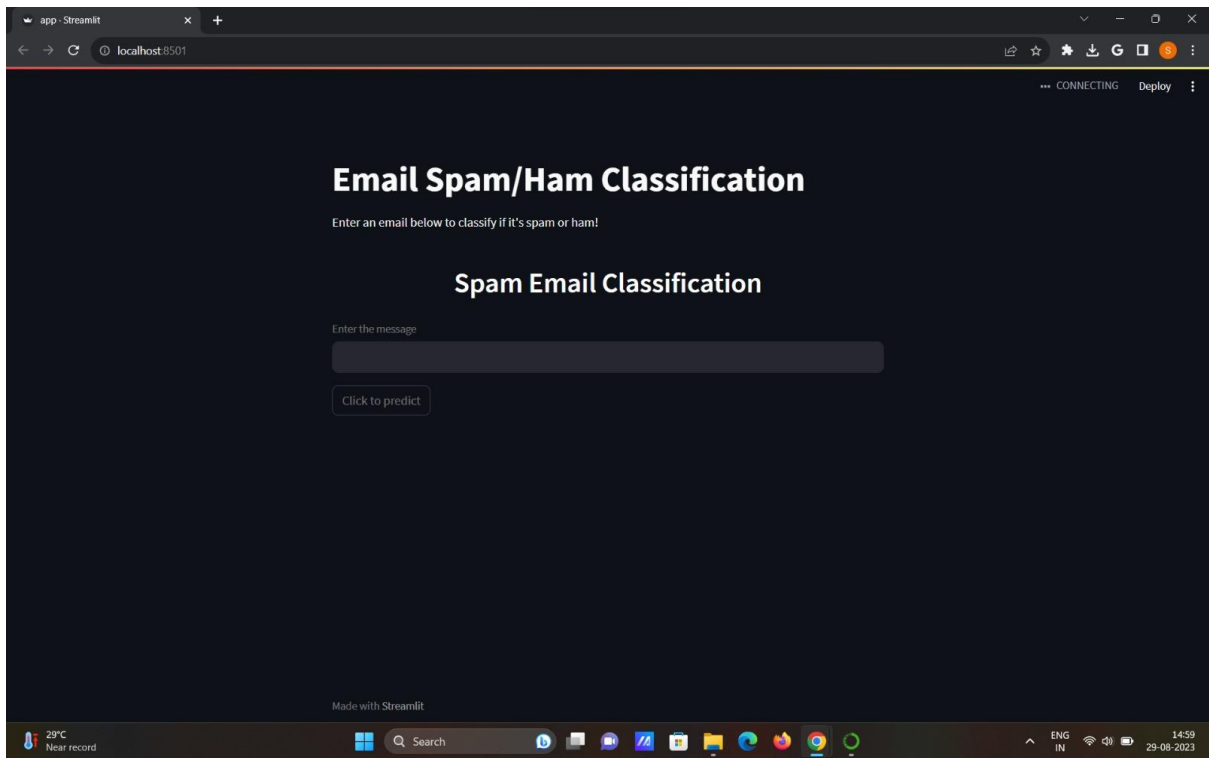 app · Streamlit
localhost:8501
CONNECTING Deploy
Email Spam/Ham Classification
Enter an email below to classify if it's spam or ham!
Spam Email Classification
Enter the message
Click to predict
Made with Streamlit
29°C
Near record
Search
ENG
IN
14:59
29-08-2023